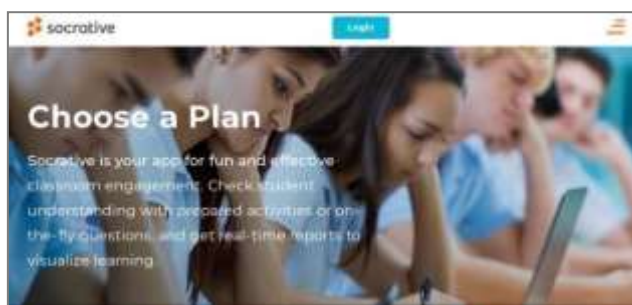 socrative
Login
Choose a Plan
Socrative is your app for fun and effective
classroom engagement. Check student
understanding with prepared activities or on-
the-fly questions, and get real-time reports to
visualize learning